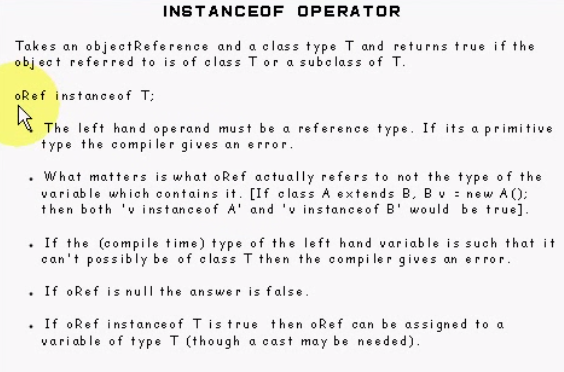 INSTANCEOF OPERATOR
Takes an objectReference and a class type T and returns true if the
object referred to is of class T or a subclass of T.
oRef instanceof T;
The left hand operand must be a reference type. If its a primitive
type the compiler gives an error.
• What matters is what oRef actually refers to not the type of the
variable which contains it. [If class A extends B, B v = new A();
then both 'v instanceof A' and 'v instanceof B' would be true].
• If the (compile time) type of the left hand variable is such that it
can't possibly be of class T then the compiler gives an error.
• If oRef is null the answer is false.
• If oRef instanceof T is true then oRef can be assigned to a
variable of type T (though a cast may be needed).